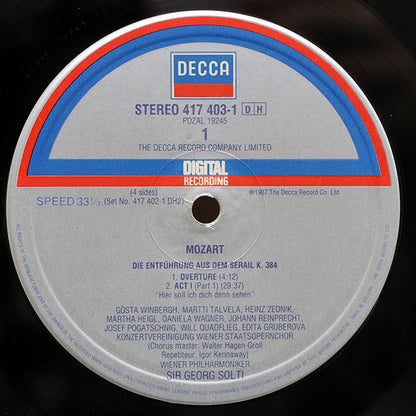 DECCA
STEREO 417 403-1 DH
POZAL 19245
1
THE DECCA RECORD COMPANY LIMITED
DIGITAL
RECORDING
(4 sides)
℗1987 The Decca Record Co. Ltd.
SPEED 33 1/3 (Set No. 417 402-1 DH2)
MOZART
DIE ENTFÜHRUNG AUS DEM SERAIL K. 384
1. OVERTURE (4.12)
2. ACT I (Part 1) (29.37)
"Hier soll ich dich denn sehen"
GÖSTA WINBERGH, MARTTI TALVELA, HEINZ ZEDNIK,
MARTHA HEIGL, DANIELA WAGNER, JOHANN REINPRECHT,
JOSEF POGATSCHNIG, WILL QUADFLIEG, EDITA GRUBEROVA
KONZERTVEREINIGUNG WIENER STAATSOPERNCHOR
(Chorus master: Walter Hagen-Groll
Repetiteur: Igor Kennaway)
WIENER PHILHARMONIKER
SIR GEORG SOLTI